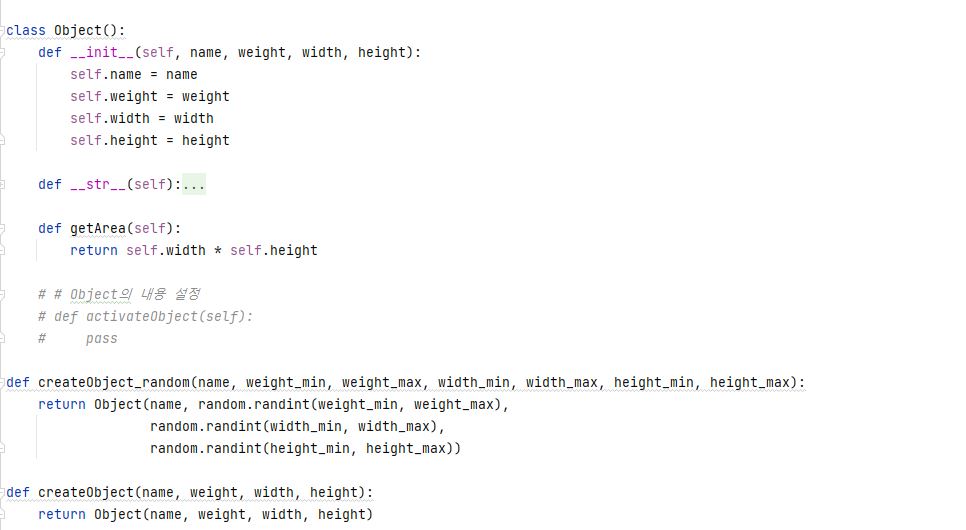 class Object():
    def __init__(self, name, weight, width, height):
        self.name = name
        self.weight = weight
        self.width = width
        self.height = height
    def __str__(self):...
    def getArea(self):
        return self.width * self.height
    # # Object의 내용 설정
    # def activateObject(self):
    #     pass
def createObject_random(name, weight_min, weight_max, width_min, width_max, height_min, height_max):
    return Object(name, random.randint(weight_min, weight_max),
                  random.randint(width_min, width_max),
                  random.randint(height_min, height_max))
def createObject(name, weight, width, height):
    return Object(name, weight, width, height)